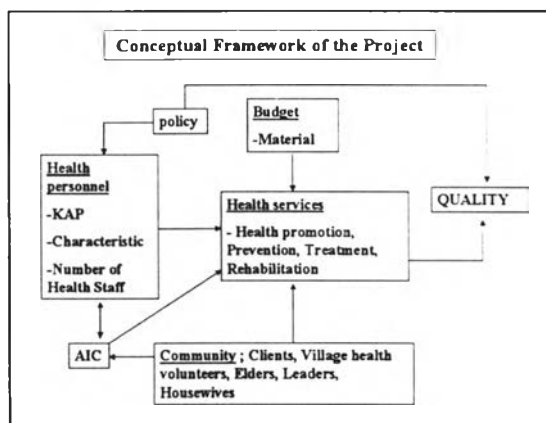 Conceptual Framework of the Project
policy
Budget
-Material
Health
personnel
-KAP
-Characteristic
-Number of
Health Staff
Health services
- Health promotion,
Prevention, Treatment,
Rehabilitation
QUALITY
AIC
Community ; Clients, Village health
volunteers, Elders, Leaders,
Housewives